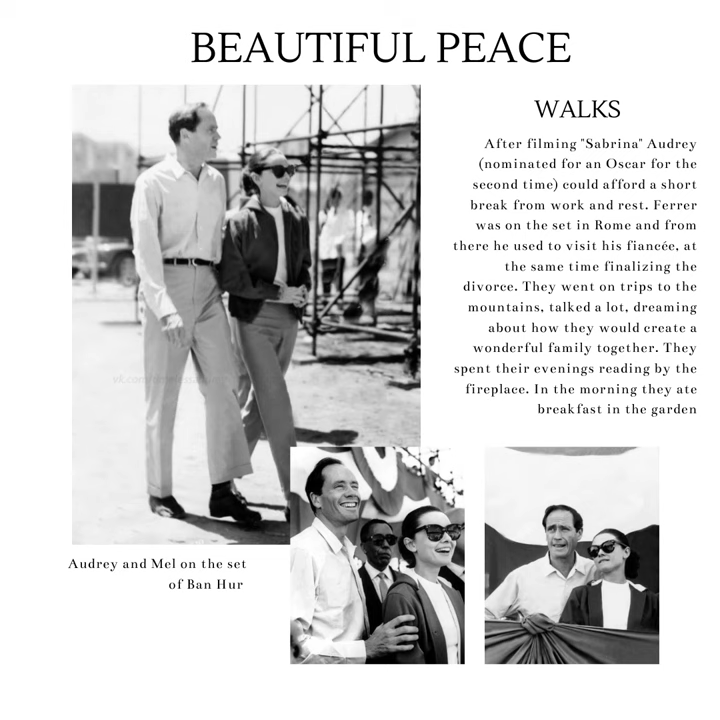 BEAUTIFUL PEACE
WALKS
After filming "Sabrina" Audrey
(nominated for an Oscar for the
second time) could afford a short
break from work and rest. Ferrer
was on the set in Rome and from
there he used to visit his fianceée, at
the same time finalizing the
divorce. They went on trips to the
mountains, talked a lot, dreaming
about how they would create a
wonderful family together. They
spent their evenings reading by the
fireplace. In the morning they ate
breakfast in the garden
Audrey and Mel on the set
of Ban Hur